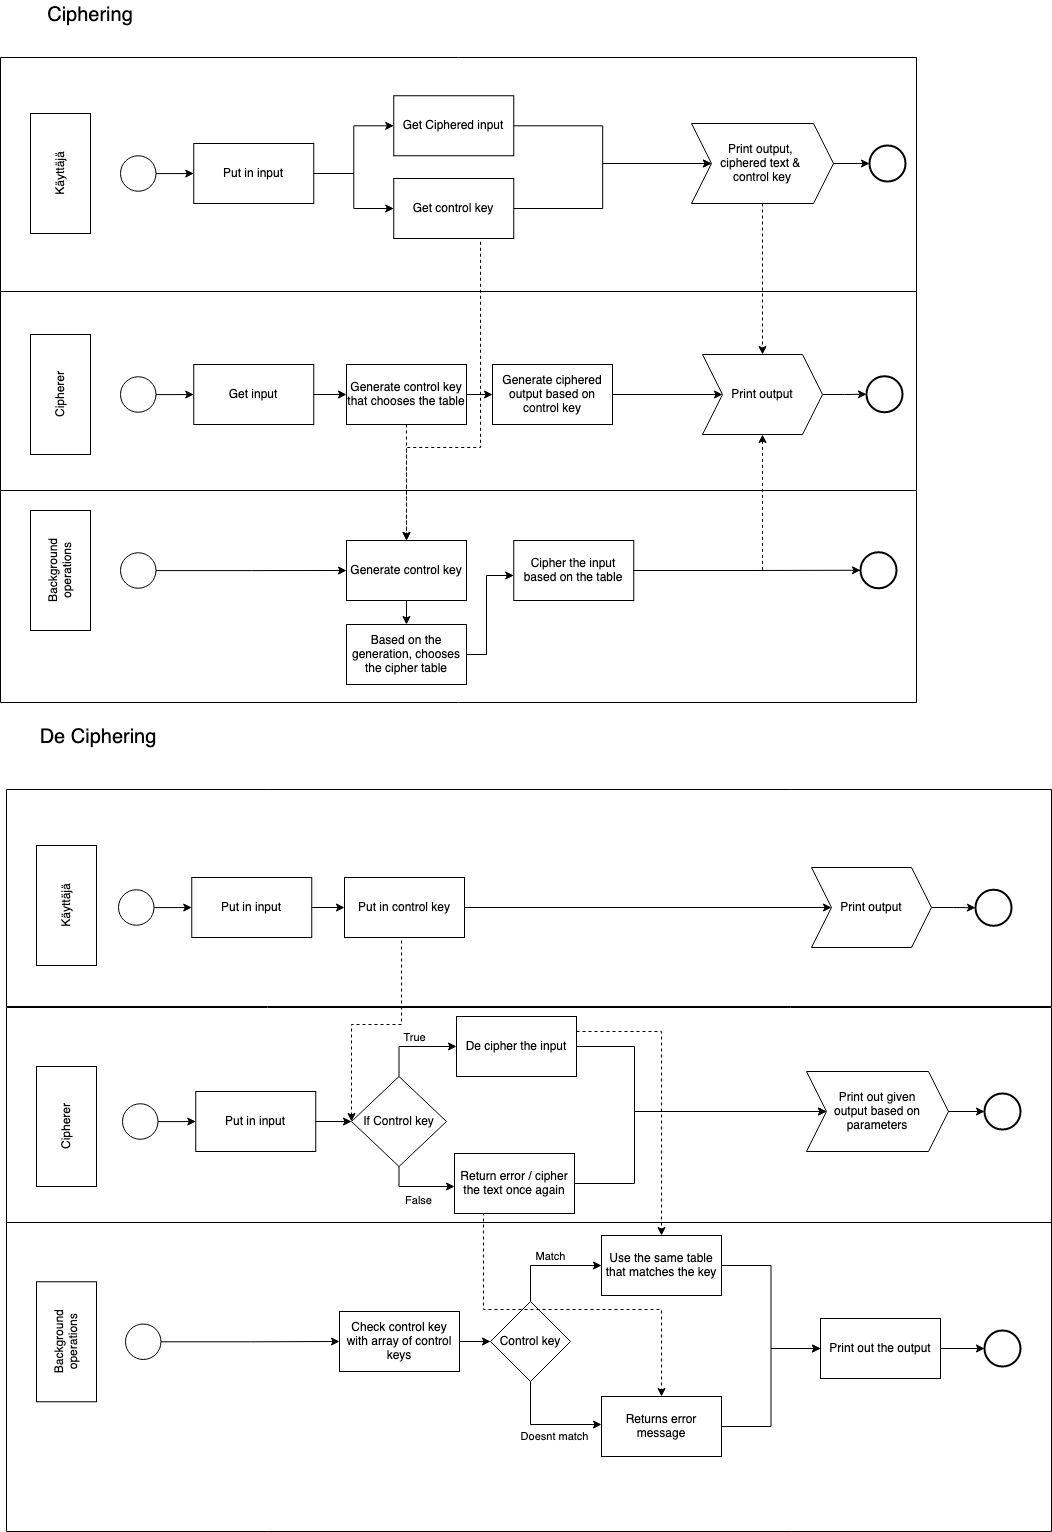 Ciphering
Käyttäjä
Put in input
Get Ciphered input
Get control key
Print output,
ciphered text &
control key
Cipherer
Get input
Generate control key
that chooses the table
Generate ciphered
output based on
control key
Print output
Background
operations
Generate control key
Based on the
generation, chooses
the cipher table
Cipher the input
based on the table
De Ciphering
Käyttäjä
Put in input
Put in control key
Print output
Cipherer
Put in input
If Control key
True
De cipher the input
False
Return error / cipher
the text once again
Print out given
output based on
parameters
Background
operations
Check control key
with array of control
keys
Control key
Match
Use the same table
that matches the key
Doesnt match
Returns error
message
Print out the output